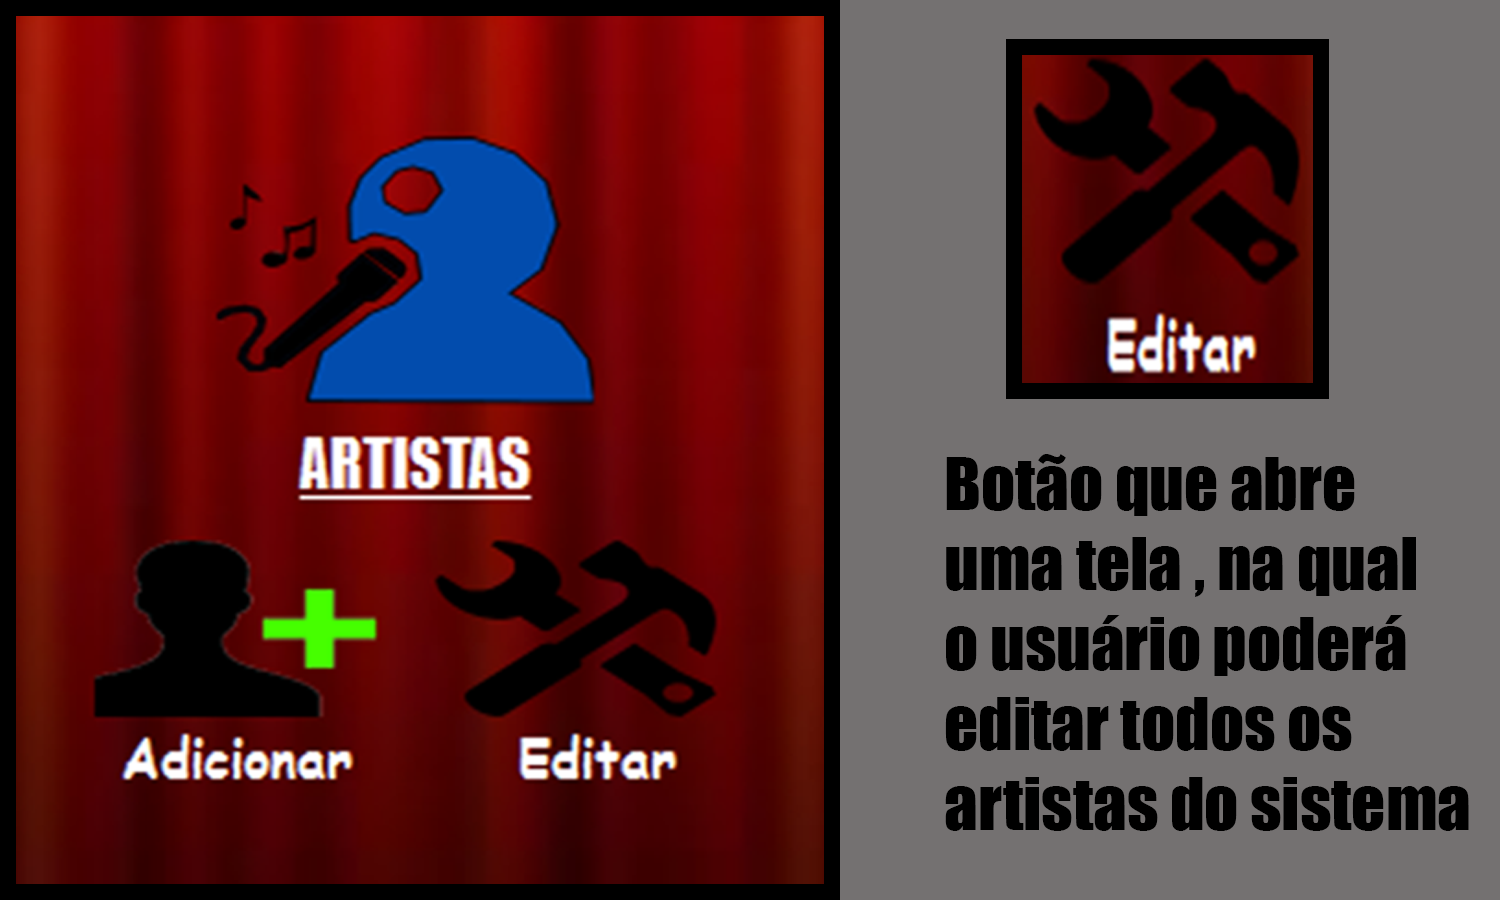 ARTISTAS
Adicionar
Editar
Editar
Botão que abre
uma tela , na qual
o usuário poderá
editar todos os
artistas do sistema